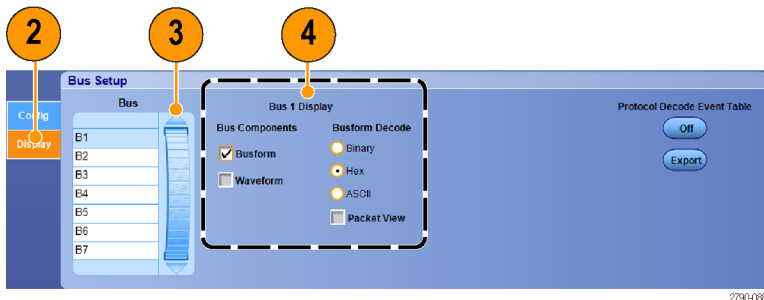 2 3 4
Bus Setup
Config
Display
Bus
B1
B2
B3
B4
B5
B6
B7
Bus 1 Display
Bus Components Busform Decode
Busform Binary
Waveform Hex
ASCII
Packet View
Protocol Decode Event Table
Off
Export